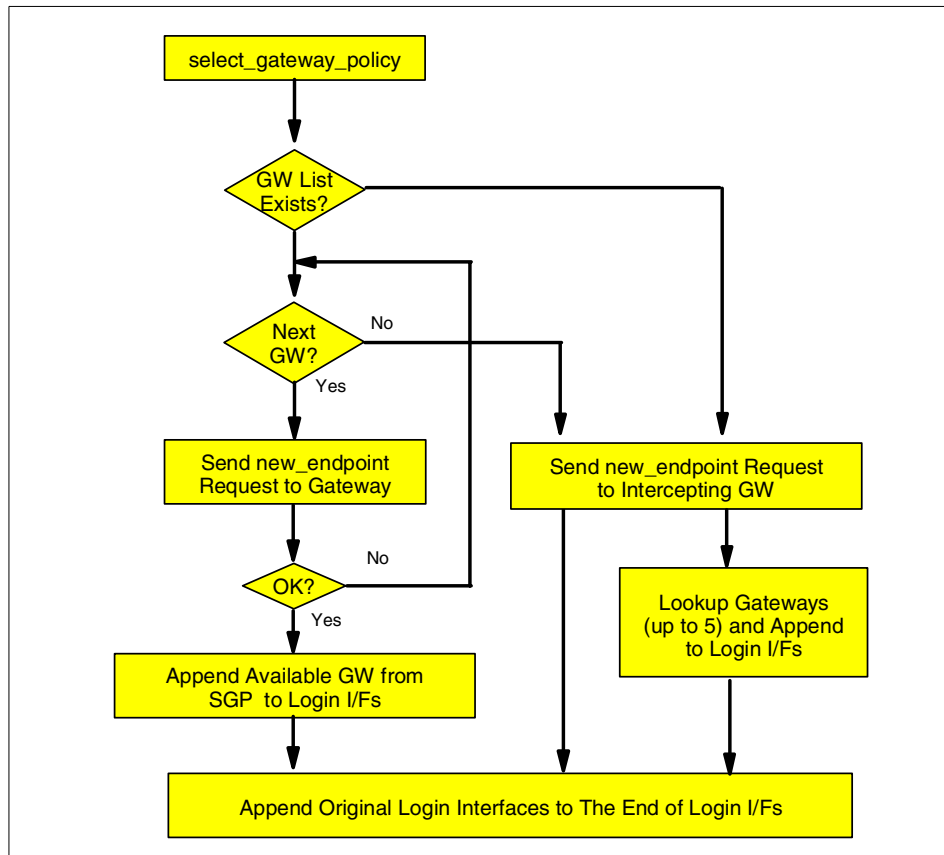 select_gateway_policy
GW List
Exists?
Next
GW?
No
Yes
Send new_endpoint
Request to Gateway
Send new_endpoint Request
to Intercepting GW
No
OK?
Yes
Lookup Gateways
(up to 5) and Append
to Login I/Fs
Append Available GW from
SGP to Login I/Fs
Append Original Login Interfaces to The End of Login I/Fs